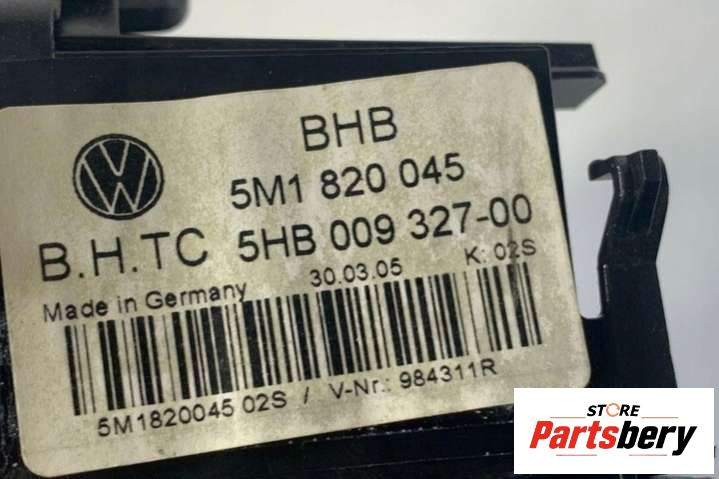 BHB
5M1 820 045
B.H.TC 5HB 009 327-00
30.03.05 K: 02S
Made in Germany
5M1820045 02S / V-Nr.: 984311R
STORE
Partsbery